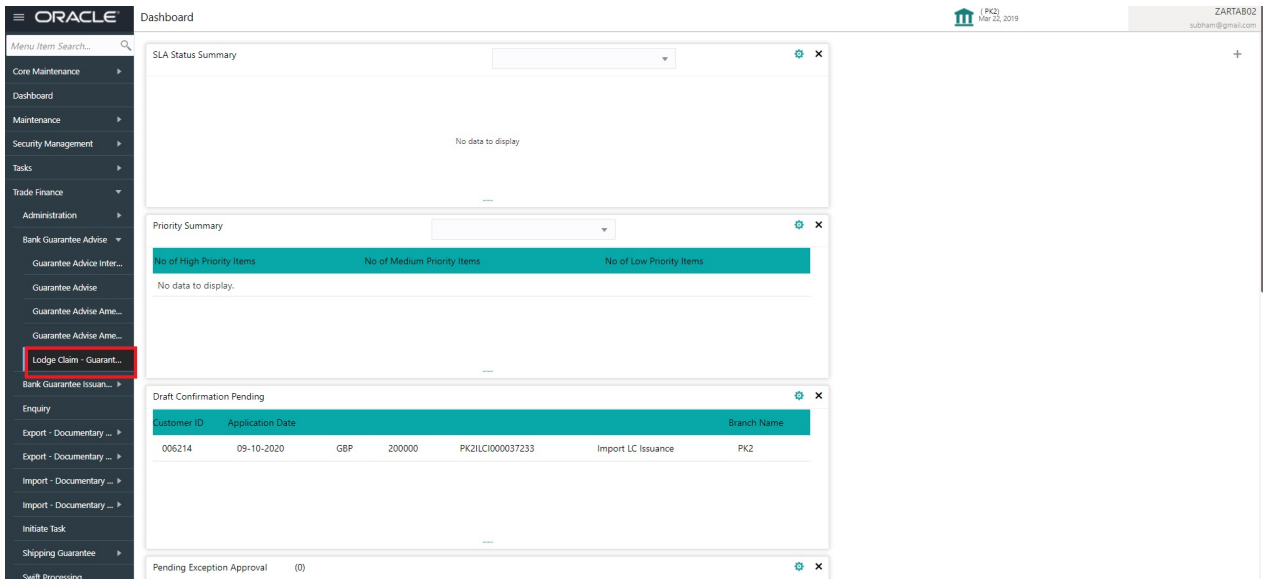 ORACLE
Dashboard
( PK2)
Mar 22, 2019
ZARTAB02
subham@gmail.com
Menu Item Search...
Core Maintenance
Dashboard
Maintenance
Security Management
Tasks
Trade Finance
Administration
Bank Guarantee Advise
Guarantee Advice Inter...
Guarantee Advise
Guarantee Advise Ame...
Guarantee Advise Ame...
Lodge Claim - Guarant...
Bank Guarantee Issuan...
Enquiry
Export - Documentary ...
Export - Documentary ...
Import - Documentary ...
Import - Documentary ...
Initiate Task
Shipping Guarantee
Swift Processing
SLA Status Summary
No data to display
Priority Summary
No of High Priority Items No of Medium Priority Items No of Low Priority Items
No data to display.
Draft Confirmation Pending
Customer ID Application Date Branch Name
006214 09-10-2020 GBP 200000 PK2ILCI000037233 Import LC Issuance PK2
Pending Exception Approval (0)